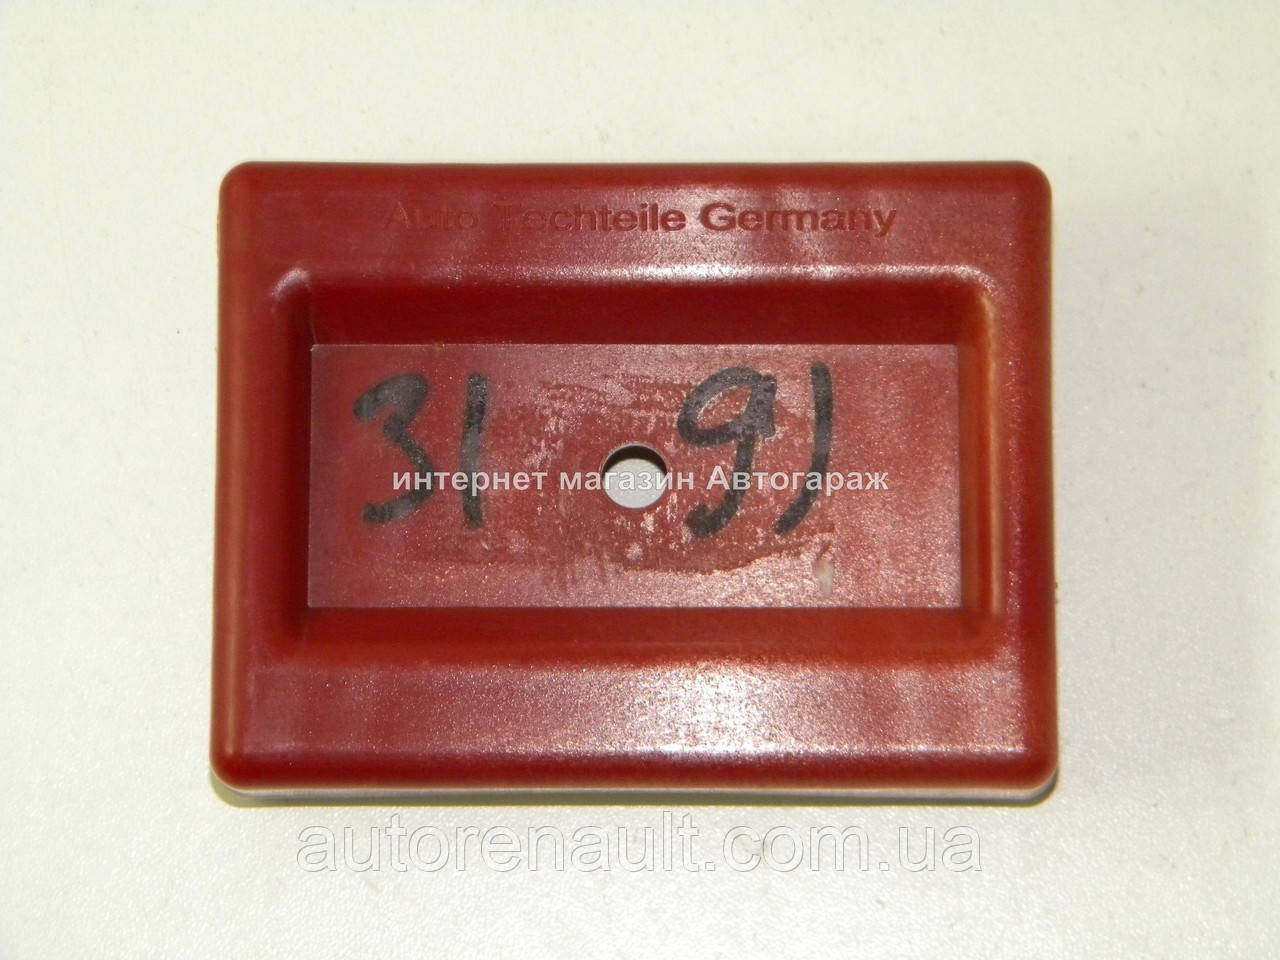 Auto Techteile Germany
31 91
интернет магазин Автогараж
autorenault.com.ua